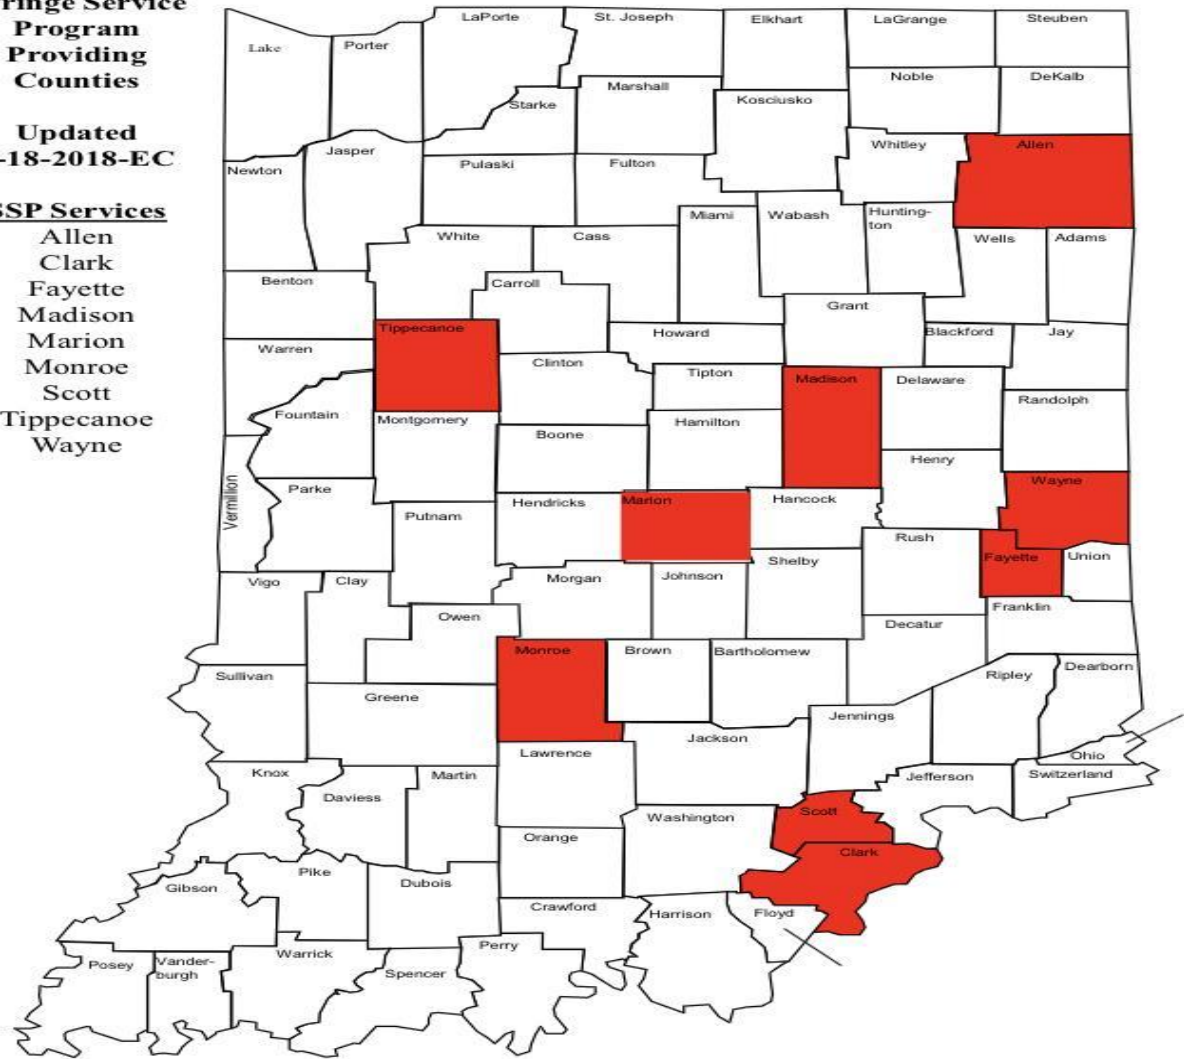 ringe Service
Program
Providing
Counties
Updated
-18-2018-EC
SSP Services
Allen
Clark
Fayette
Madison
Marion
Monroe
Scott
Tippecanoe
Wayne
Lake
Porter
LaPorte
St. Joseph
Elkhart
LaGrange
Steuben
Noble
DeKalb
Marshall
Kosciusko
Starke
Jasper
Pulaski
Fulton
Whitley
Allen
Newton
Miami
Wabash
Hunting-
ton
Wells
Adams
White
Cass
Benton
Carroll
Grant
Tippecanoe
Howard
Blackford
Jay
Warren
Clinton
Tipton
Madison
Delaware
Randolph
Fountain
Montgomery
Hamilton
Boone
Henry
Vermillion
Parke
Putnam
Hendricks
Marion
Hancock
Wayne
Rush
Fayette
Union
Vigo
Clay
Morgan
Johnson
Shelby
Franklin
Owen
Decatur
Monroe
Brown
Bartholomew
Sullivan
Greene
Ripley
Dearborn
Jennings
Jackson
Lawrence
Ohio
Knox
Martin
Daviess
Jefferson
Switzerland
Washington
Scott
Orange
Clark
Pike
Dubois
Gibson
Crawford
Harrison
Floyd
Posey
Vander-
burgh
Warrick
Perry
Spencer